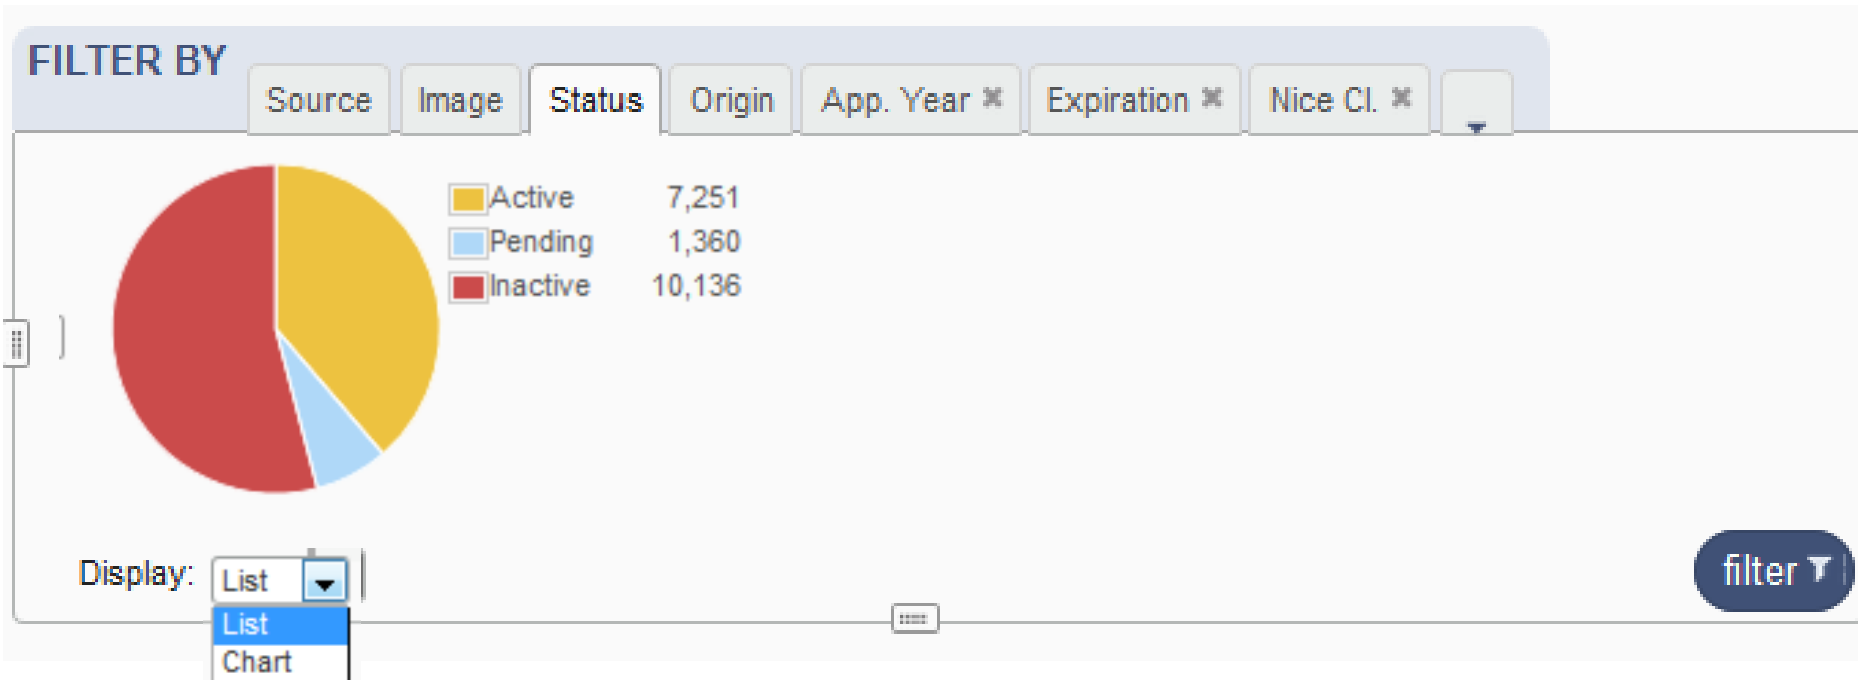 FILTER BY
Source Image Status Origin App. Year Expiration Nice Cl.
Active 7,251
Pending 1,360
Inactive 10,136
Display: List
filter
List
Chart